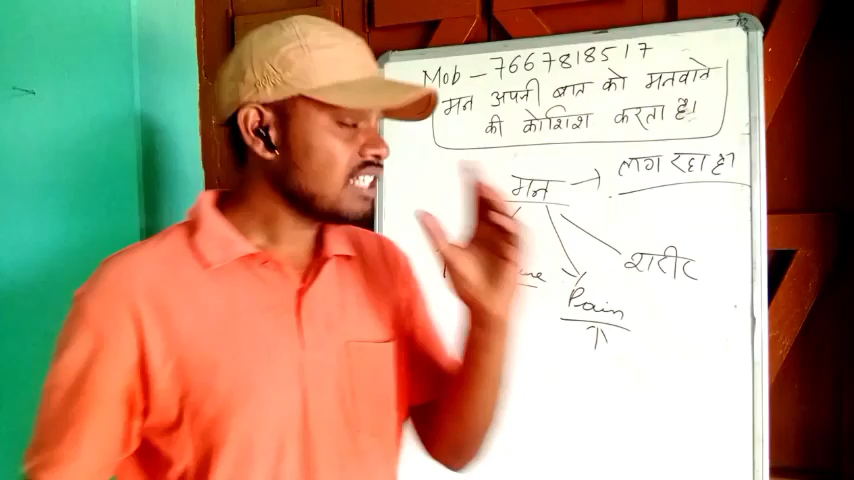 Mob - 7667818517
मन अपनी बात को मनवाने
की कोशिश करता है।
मन → लग रहा है।
शरीर
Pain